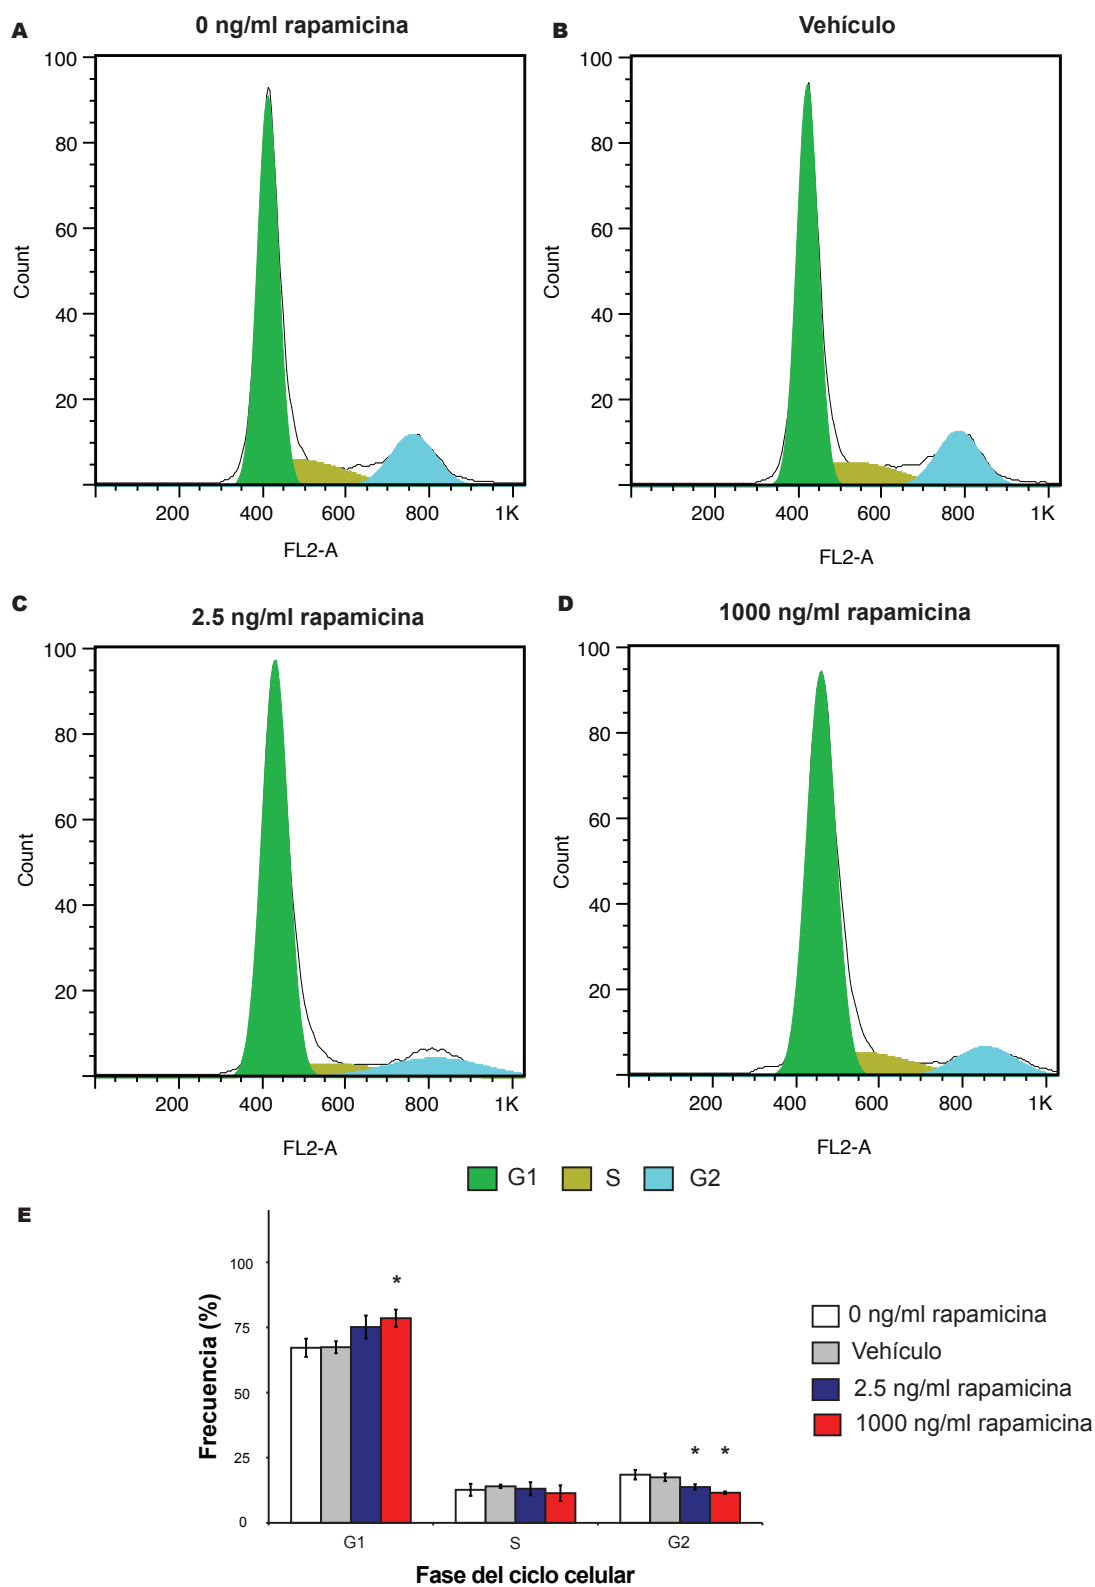 A
0 ng/ml rapamicina
B
Vehículo
100
80
60
40
20
Count
200
400
600
800
1K
FL2-A
100
80
60
40
20
Count
200
400
600
800
1K
FL2-A
C
2.5 ng/ml rapamicina
D
1000 ng/ml rapamicina
100
80
60
40
20
Count
200
400
600
800
1K
FL2-A
100
80
60
40
20
Count
200
400
600
800
1K
FL2-A
G1
S
G2
E
Frecuencia (%)
100
75
50
25
0
*
* *
G1
S
G2
Fase del ciclo celular
0 ng/ml rapamicina
Vehículo
2.5 ng/ml rapamicina
1000 ng/ml rapamicina